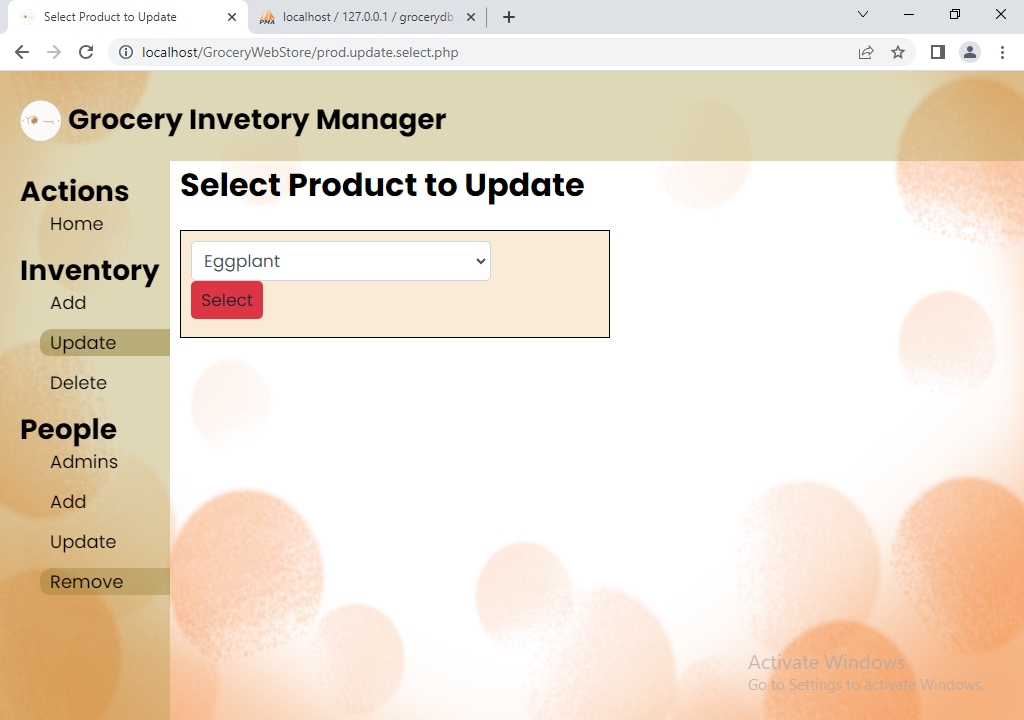 Select Product to Update
localhost / 127.0.0.1 / grocerydb
localhost/GroceryWebStore/prod.update.select.php
Grocery Invetory Manager
Actions
Home
Inventory
Add
Update
Delete
People
Admins
Add
Update
Remove
Select Product to Update
Eggplant
Select
Activate Windows
Go to Settings to activate Windows.